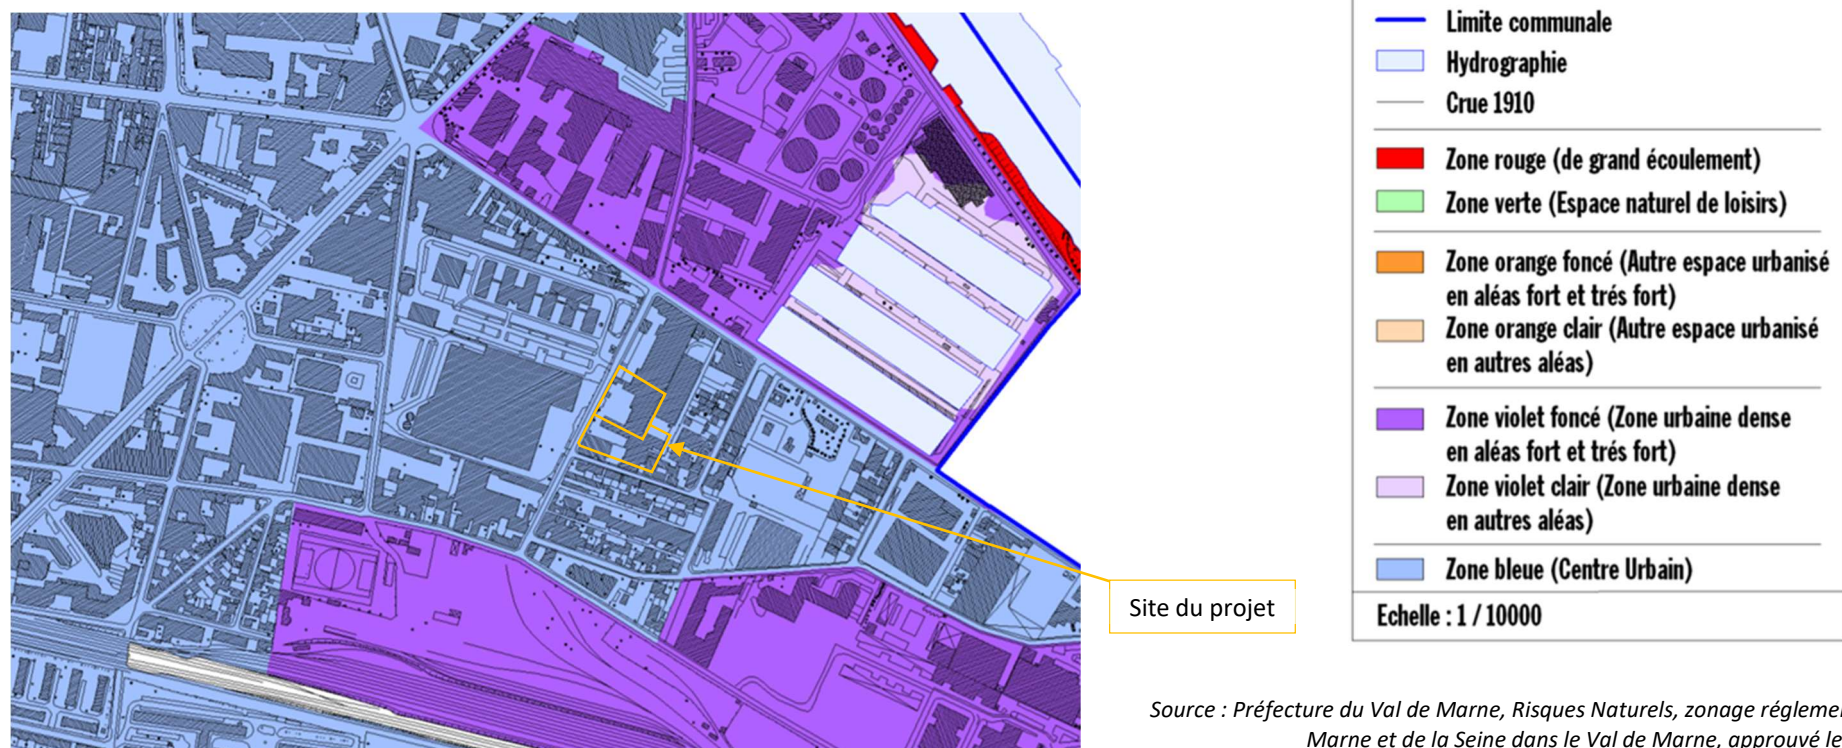 Limite communale
Hydrographie
Crue 1910
Zone rouge (de grand écoulement)
Zone verte (Espace naturel de loisirs)
Zone orange foncé (Autre espace urbanisé
en aléas fort et trés fort)
Zone orange clair (Autre espace urbanisé
en autres aléas)
Zone violet foncé (Zone urbaine dense
en aléas fort et trés fort)
Zone violet clair (Zone urbaine dense
en autres aléas)
Zone bleue (Centre Urbain)
Echelle : 1 / 10000
Site du projet
Source : Préfecture du Val de Marne, Risques Naturels, zonage réglemen
Marne et de la Seine dans le Val de Marne, approuvé le